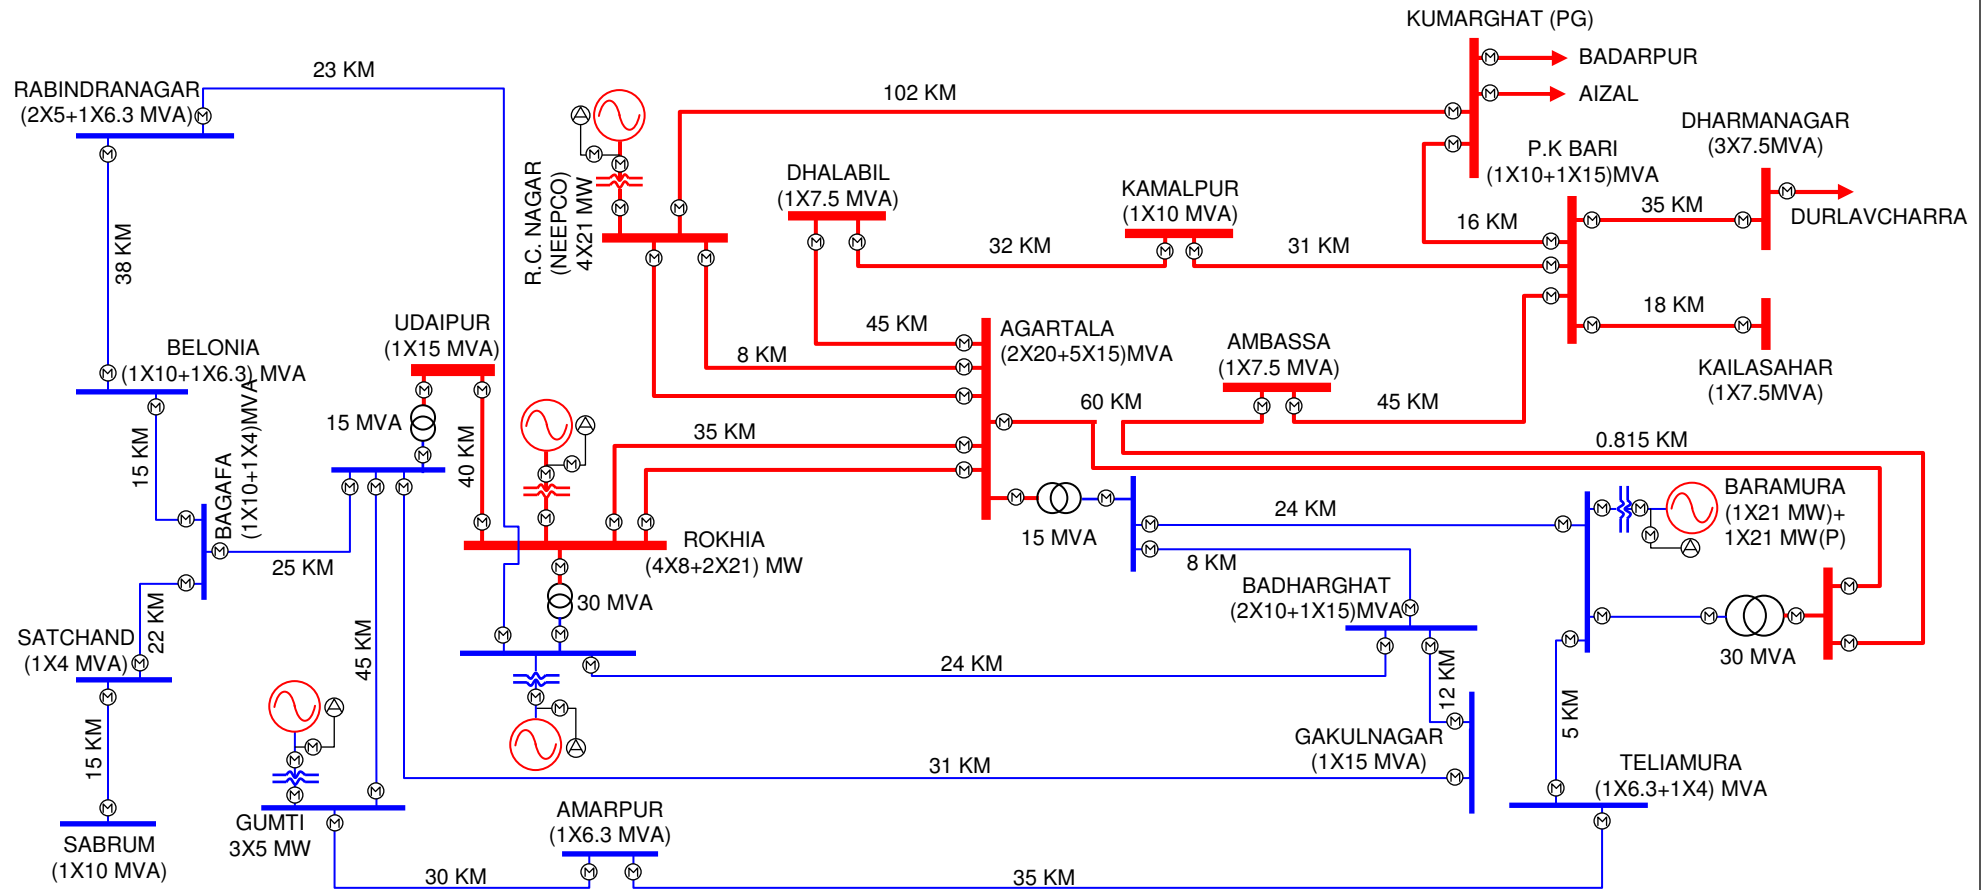 KUMARGHAT (PG)
BADARPUR
AIZAL
23 KM
RABINDRANAGAR
(2X5+1X6.3 MVA)
102 KM
DHARMANAGAR
(3X7.5MVA)
P.K BARI
(1X10+1X15)MVA
R.C. NAGAR
(NEEPCO)
4X21 MW
DHALABIL
(1X7.5 MVA)
KAMALPUR
(1X10 MVA)
35 KM
DURLAVCHARRA
16 KM
32 KM
31 KM
38 KM
18 KM
UDAIPUR
(1X15 MVA)
45 KM
8 KM
AGARTALA
(2X20+5X15)MVA
AMBASSA
(1X7.5 MVA)
KAILASAHAR
(1X7.5MVA)
BELONIA
(1X10+1X6.3) MVA
60 KM
45 KM
15 MVA
35 KM
40 KM
0.815 KM
15 KM
BAGAFA
(1X10+1X4)MVA
BARAMURA
(1X21 MW)+
1X21 MW(P)
24 KM
15 MVA
ROKHIA
(4X8+2X21) MW
8 KM
25 KM
BADHARGHAT
(2X10+1X15)MVA
30 MVA
22 KM
SATCHAND
(1X4 MVA)
45 KM
24 KM
12 KM
30 MVA
5 KM
15 KM
GAKULNAGAR
(1X15 MVA)
31 KM
TELIAMURA
(1X6.3+1X4) MVA
GUMTI
3X5 MW
AMARPUR
(1X6.3 MVA)
SABRUM
(1X10 MVA)
30 KM
35 KM
M
A